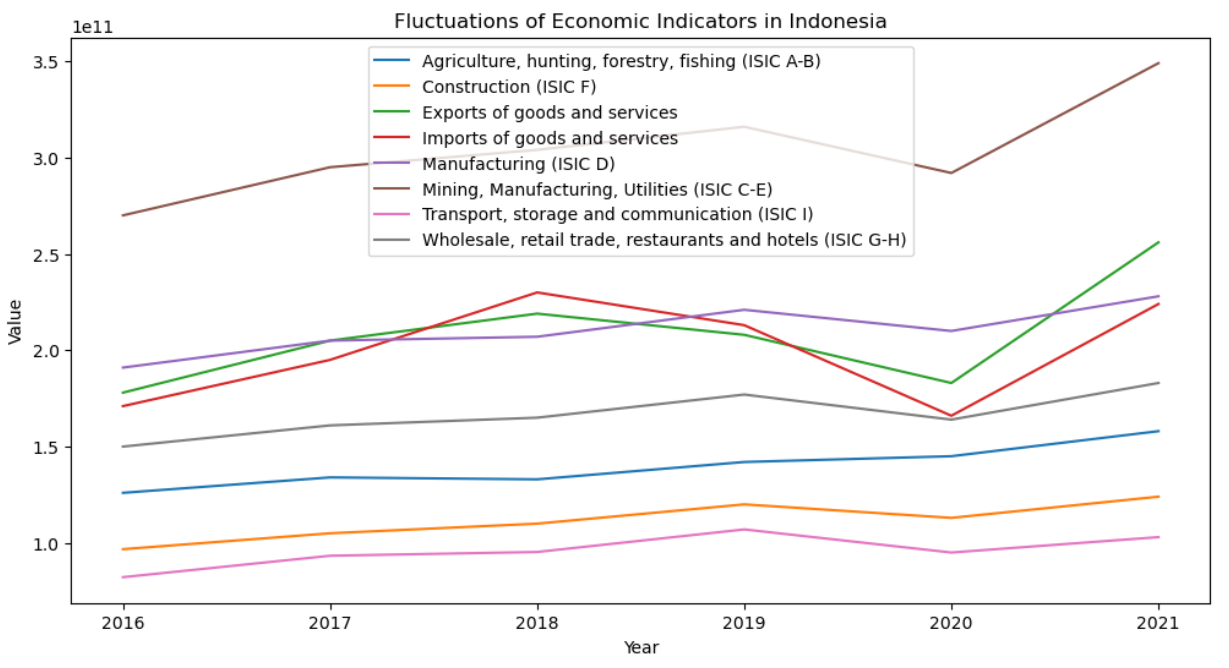 Fluctuations of Economic Indicators in Indonesia
1e11
3.5
3.0
2.5
2.0
1.5
1.0
Value
Agriculture, hunting, forestry, fishing (ISIC A-B)
Construction (ISIC F)
Exports of goods and services
Imports of goods and services
Manufacturing (ISIC D)
Mining, Manufacturing, Utilities (ISIC C-E)
Transport, storage and communication (ISIC I)
Wholesale, retail trade, restaurants and hotels (ISIC G-H)
2016 2017 2018 2019 2020 2021
Year